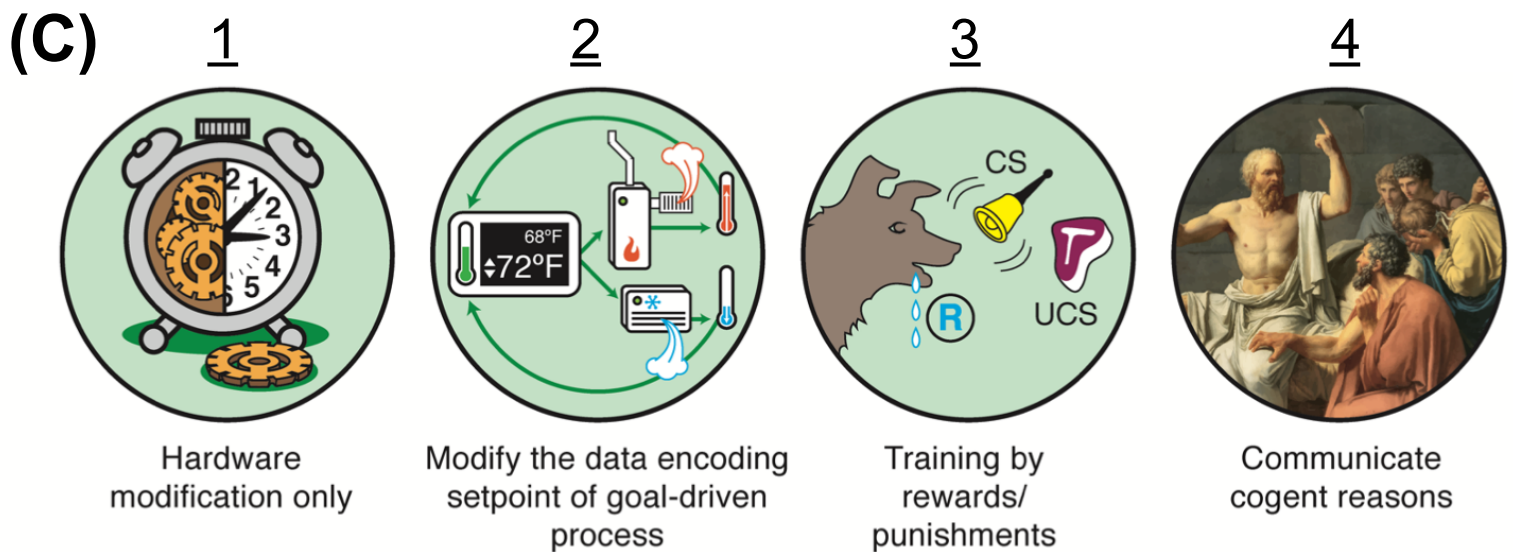 (C)
1
2
3
4
2
1
2
3
4
5
6
68°F
72°F
CS
UCS
R
Hardware
modification only
Modify the data encoding
setpoint of goal-driven
process
Training by
rewards/
punishments
Communicate
cogent reasons